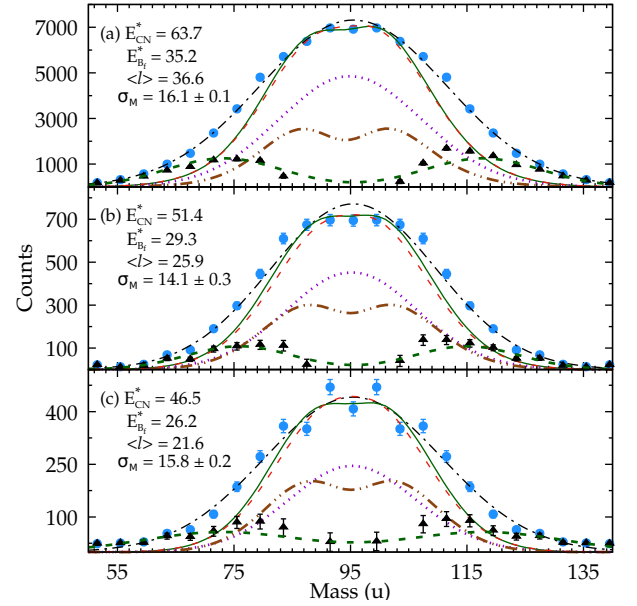 7000
5000
3000
1000
(a) E*CN = 63.7
E*Bf = 35.2
<l> = 36.6
σM = 16.1 ± 0.1
Counts
700
500
300
100
(b) E*CN = 51.4
E*Bf = 29.3
<l> = 25.9
σM = 14.1 ± 0.3
400
250
100
(c) E*CN = 46.5
E*Bf = 26.2
<l> = 21.6
σM = 15.8 ± 0.2
55 75 95 115 135
Mass (u)